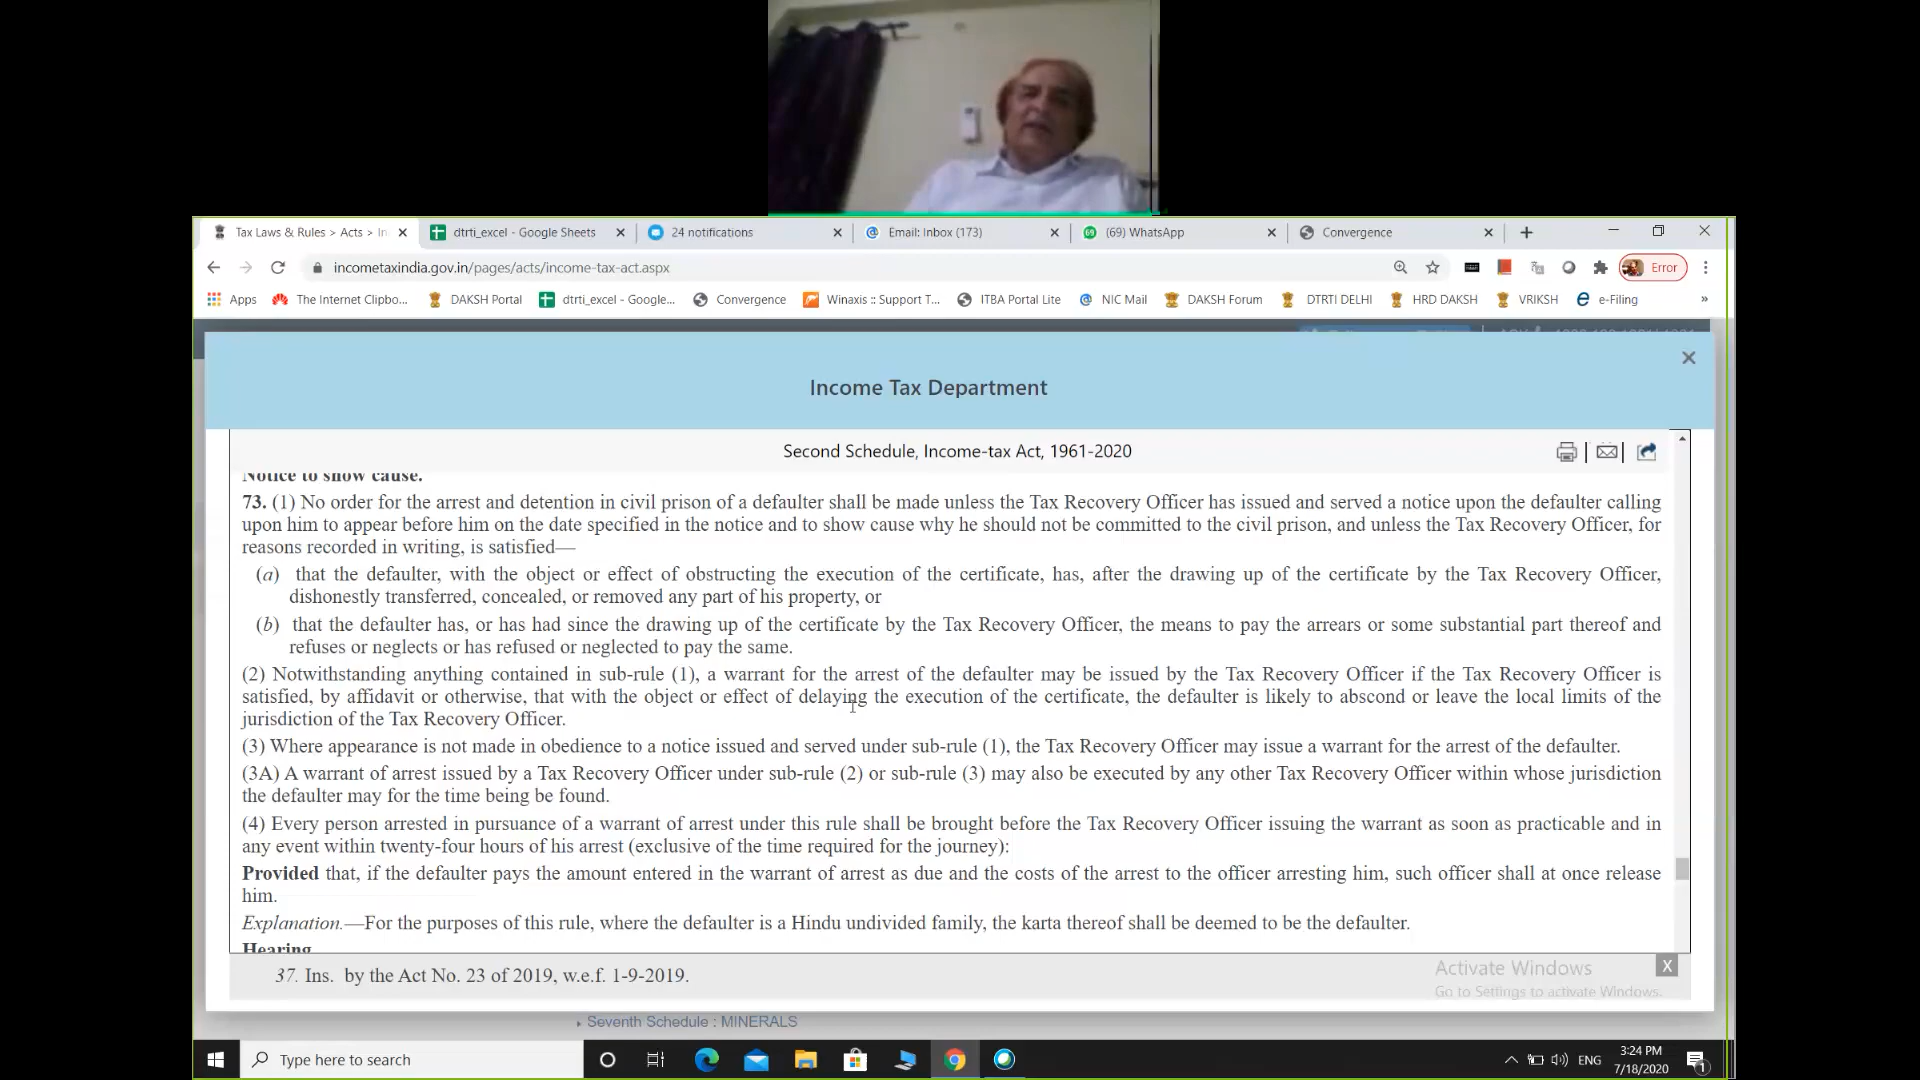 Tax Laws & Rules > Acts > In
dtrti_excel - Google Sheets
24 notifications
Email: Inbox (173)
(69) WhatsApp
Convergence
incometaxindia.gov.in/pages/acts/income-tax-act.aspx
Error
Apps
The Internet Clipbo...
DAKSH Portal
dtrti_excel - Google...
Convergence
Winaxis :: Support T...
ITBA Portal Lite
NIC Mail
DAKSH Forum
DTRTI DELHI
HRD DAKSH
VRIKSH
e-Filing
»
Income Tax Department
Second Schedule, Income-tax Act, 1961-2020
Notice to show cause.
73. (1) No order for the arrest and detention in civil prison of a defaulter shall be made unless the Tax Recovery Officer has issued and served a notice upon the defaulter calling
upon him to appear before him on the date specified in the notice and to show cause why he should not be committed to the civil prison, and unless the Tax Recovery Officer, for
reasons recorded in writing, is satisfied—
(a) that the defaulter, with the object or effect of obstructing the execution of the certificate, has, after the drawing up of the certificate by the Tax Recovery Officer,
dishonestly transferred, concealed, or removed any part of his property, or
(b) that the defaulter has, or has had since the drawing up of the certificate by the Tax Recovery Officer, the means to pay the arrears or some substantial part thereof and
refuses or neglects or has refused or neglected to pay the same.
(2) Notwithstanding anything contained in sub-rule (1), a warrant for the arrest of the defaulter may be issued by the Tax Recovery Officer if the Tax Recovery Officer is
satisfied, by affidavit or otherwise, that with the object or effect of delaying the execution of the certificate, the defaulter is likely to abscond or leave the local limits of the
jurisdiction of the Tax Recovery Officer.
(3) Where appearance is not made in obedience to a notice issued and served under sub-rule (1), the Tax Recovery Officer may issue a warrant for the arrest of the defaulter.
(3A) A warrant of arrest issued by a Tax Recovery Officer under sub-rule (2) or sub-rule (3) may also be executed by any other Tax Recovery Officer within whose jurisdiction
the defaulter may for the time being be found.
(4) Every person arrested in pursuance of a warrant of arrest under this rule shall be brought before the Tax Recovery Officer issuing the warrant as soon as practicable and in
any event within twenty-four hours of his arrest (exclusive of the time required for the journey):
Provided that, if the defaulter pays the amount entered in the warrant of arrest as due and the costs of the arrest to the officer arresting him, such officer shall at once release
him.
Explanation.—For the purposes of this rule, where the defaulter is a Hindu undivided family, the karta thereof shall be deemed to be the defaulter.
Hearing
37. Ins. by the Act No. 23 of 2019, w.e.f. 1-9-2019.
X
Activate Windows
Go to Settings to activate Windows.
Seventh Schedule : MINERALS
Type here to search
ENG
3:24 PM
7/18/2020
1